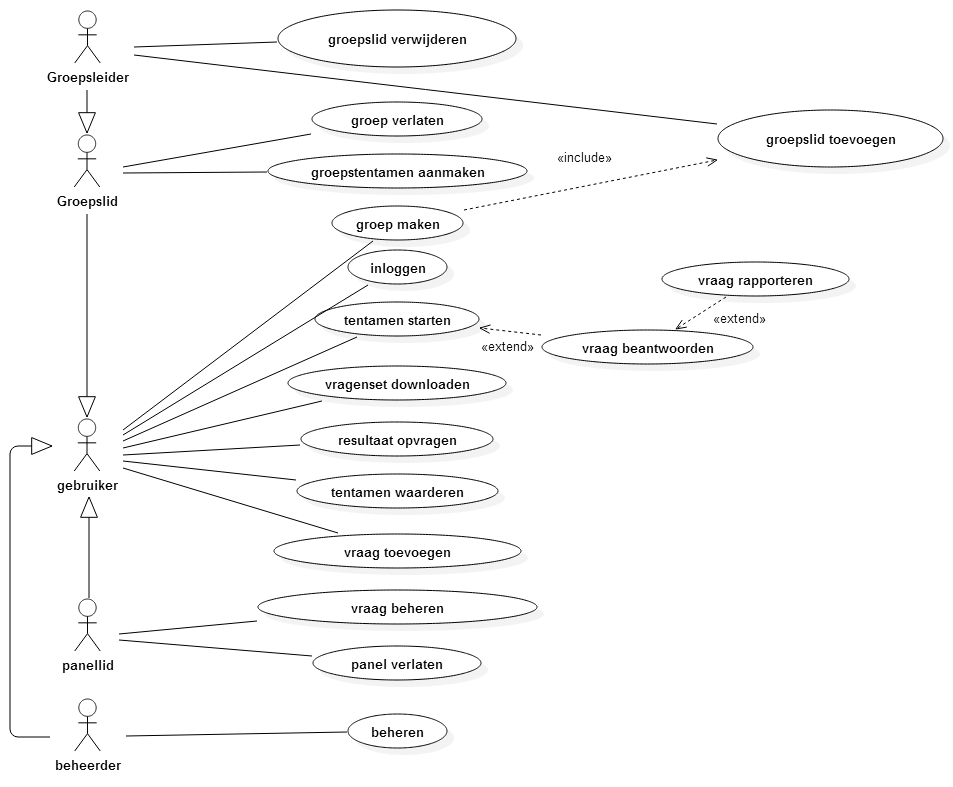 groepslid verwijderen
Groepsleider
groep verlaten
groepslid toevoegen
«include»
groepstentamen aanmaken
Groepslid
groep maken
inloggen
vraag rapporteren
tentamen starten
«extend»
«extend»
vraag beantwoorden
vragenset downloaden
resultaat opvragen
gebruiker
tentamen waarderen
vraag toevoegen
vraag beheren
panellid
panel verlaten
beheren
beheerder